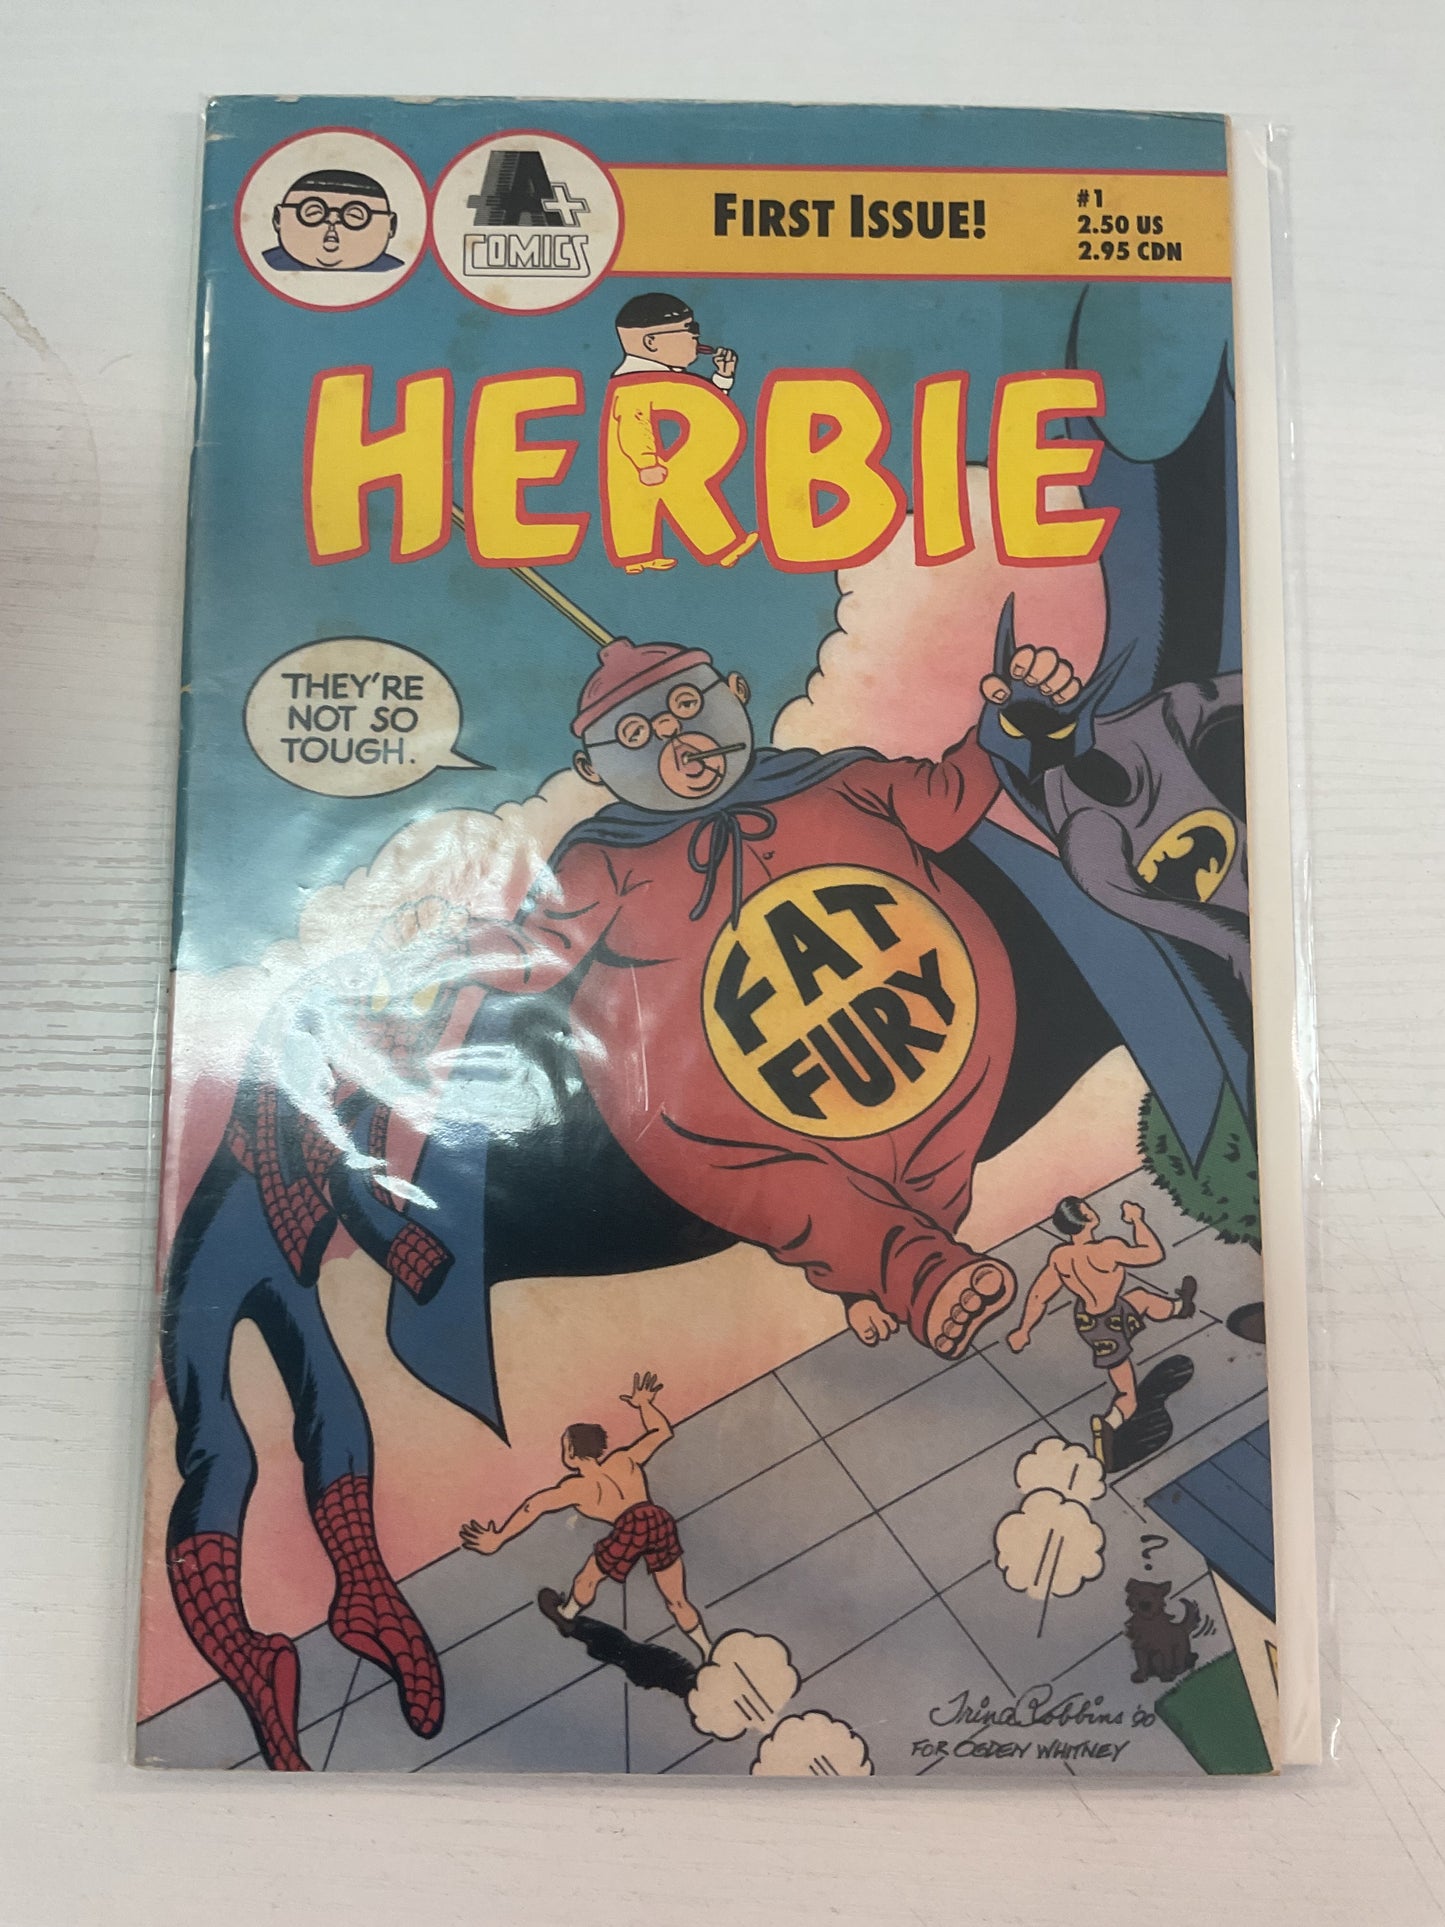 A+
COMICS
FIRST ISSUE!
#1
2.50 US
2.95 CDN
HERBIE
THEY'RE
NOT SO
TOUGH.
FAT
FURY
?
Trina Robbins '90
FOR OGDEN WHITNEY